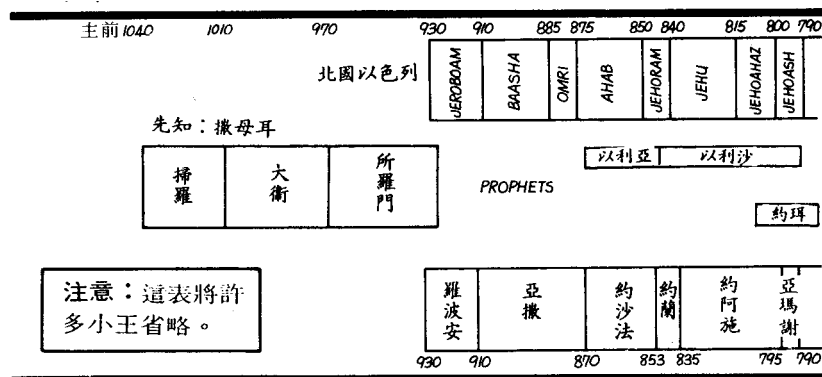 主前 1040 1010 970 930 910 885 875 850 840 815 800 790
北國以色列 JEROBOAM BAASHA OMRI AHAB JEHORAM JEHU JEHOAHAZ JEHOASH
先知：撒母耳
以利亞 以利沙
掃羅 大衛 所羅門
PROPHETS
約珥
注意：這表將許
多小王省略。
羅波安 亞撒 約沙法 約蘭 約阿施 亞瑪謝
930 910 870 853 835 795 790